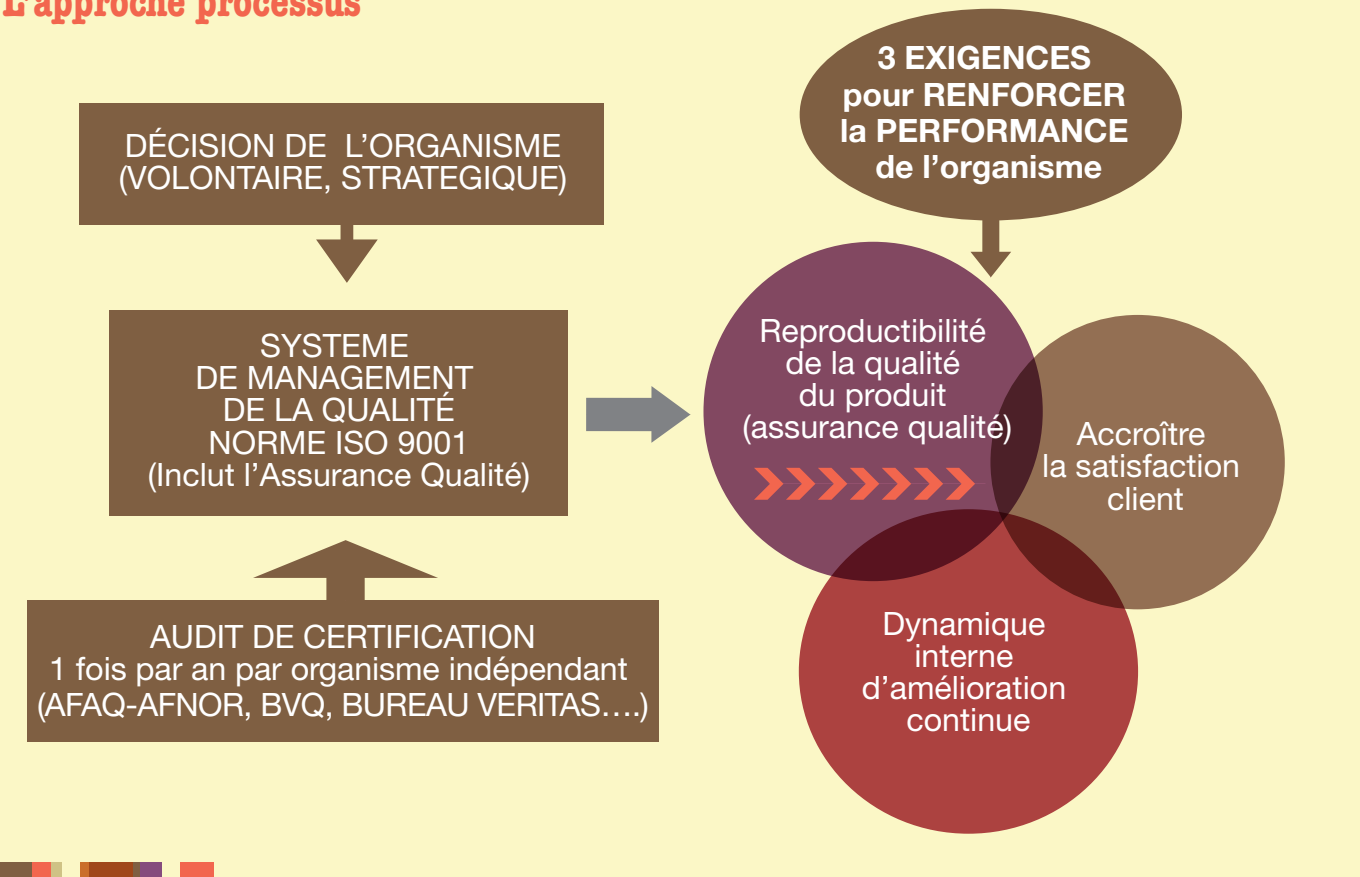 L'approche processus
DÉCISION DE L'ORGANISME
(VOLONTAIRE, STRATEGIQUE)
SYSTEME
DE MANAGEMENT
DE LA QUALITÉ
NORME ISO 9001
(Inclut l'Assurance Qualité)
AUDIT DE CERTIFICATION
1 fois par an par organisme indépendant
(AFAQ-AFNOR, BVQ, BUREAU VERITAS….)
3 EXIGENCES
pour RENFORCER
la PERFORMANCE
de l'organisme
Reproductibilité
de la qualité
du produit
(assurance qualité)
Accroître
la satisfaction
client
Dynamique
interne
d'amélioration
continue